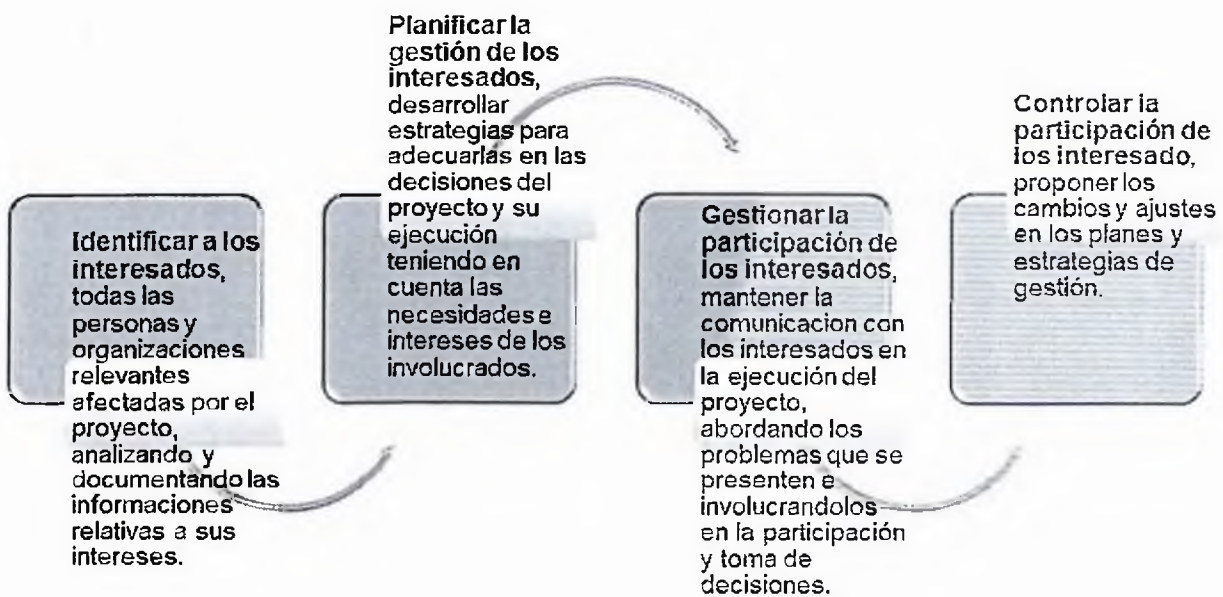 Identificar a los
interesados,
todas las
personas y
organizaciones
relevantes
afectadas por el
proyecto,
analizando y
documentando las
informaciones
relativas a sus
intereses.
Planificar la
gestión de los
interesados,
desarrollar
estrategias para
adecuarlas en las
decisiones del
proyecto y su
ejecución
teniendo en
cuenta las
necesidades e
intereses de los
involucrados.
Gestionar la
participación de
los interesados,
mantener la
comunicacion con
los interesados en
la ejecución del
proyecto,
abordando los
problemas que se
presenten e
involucrandolos
en la participación
y toma de
decisiones.
Controlar la
participación de
los interesado,
proponer los
cambios y ajustes
en los planes y
estrategias de
gestión.